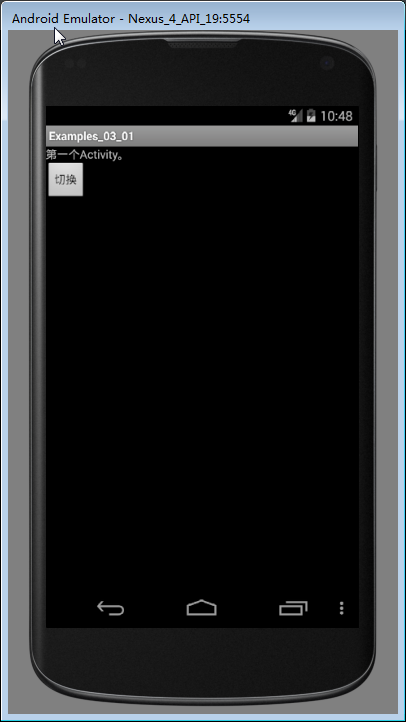 Android Emulator - Nexus_4_API_19:5554
4G 10:48
Examples_03_01
第一个Activity。
切换